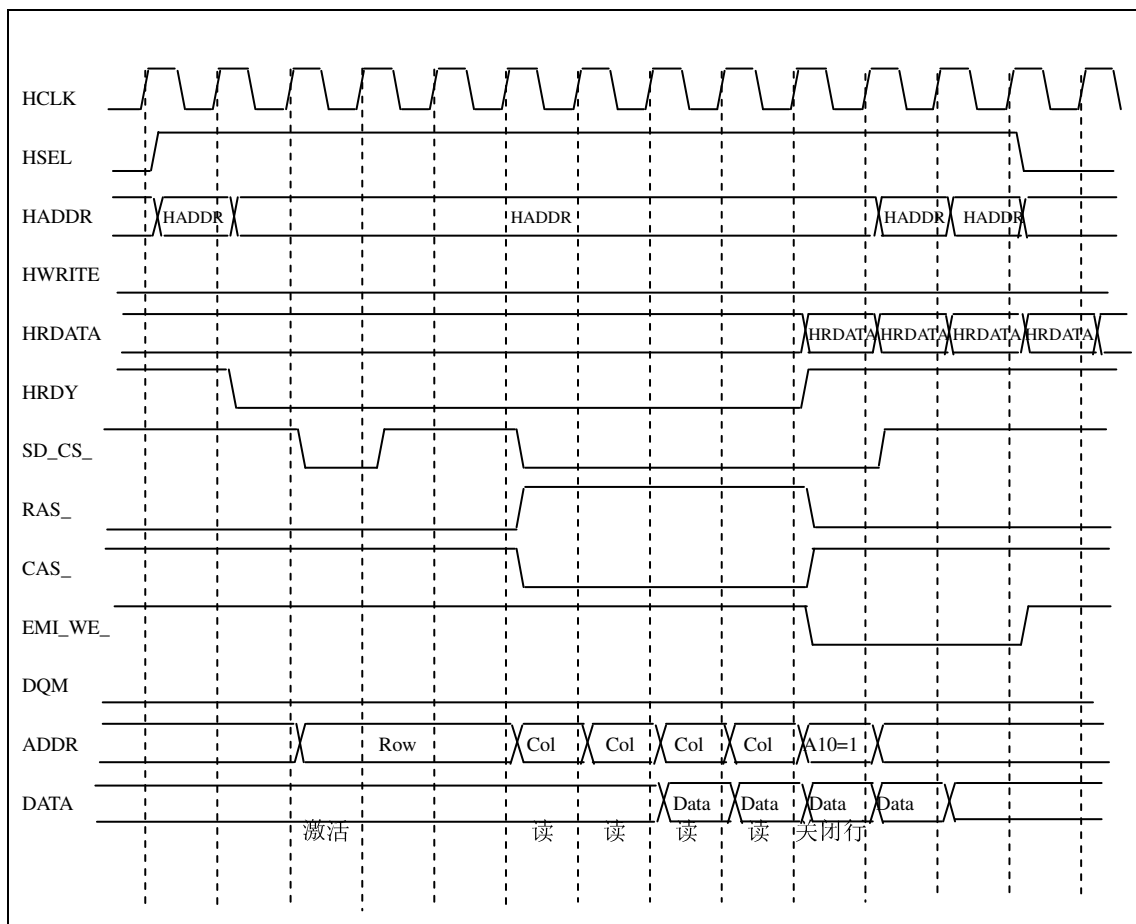 HCLK
HSEL
HADDR HADDR HADDR HADDR HADDR
HWRITE
HRDATA HRDATA HRDATA HRDATA HRDATA
HRDY
SD_CS_
RAS_
CAS_
EMI_WE_
DQM
ADDR Row Col Col Col Col A10=1
DATA Data Data Data Data
激活 读 读 读 读 关闭行